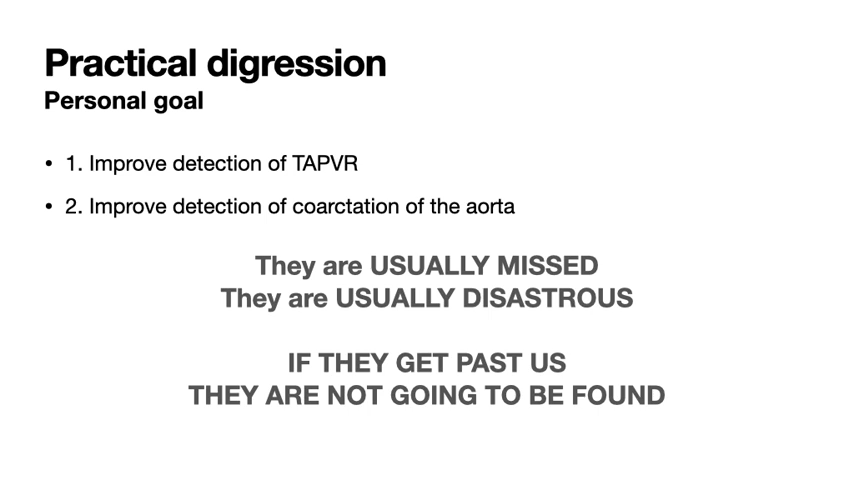 Practical digression
Personal goal
• 1. Improve detection of TAPVR
• 2. Improve detection of coarctation of the aorta
They are USUALLY MISSED
They are USUALLY DISASTROUS
IF THEY GET PAST US
THEY ARE NOT GOING TO BE FOUND